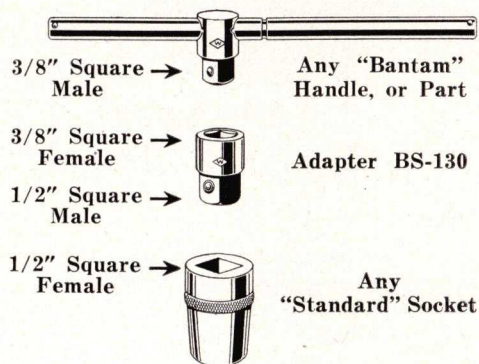 3/8" Square
Male
Any "Bantam"
Handle, or Part
3/8" Square
Female
1/2" Square
Male
Adapter BS-130
1/2" Square
Female
Any
"Standard" Socket
W
W